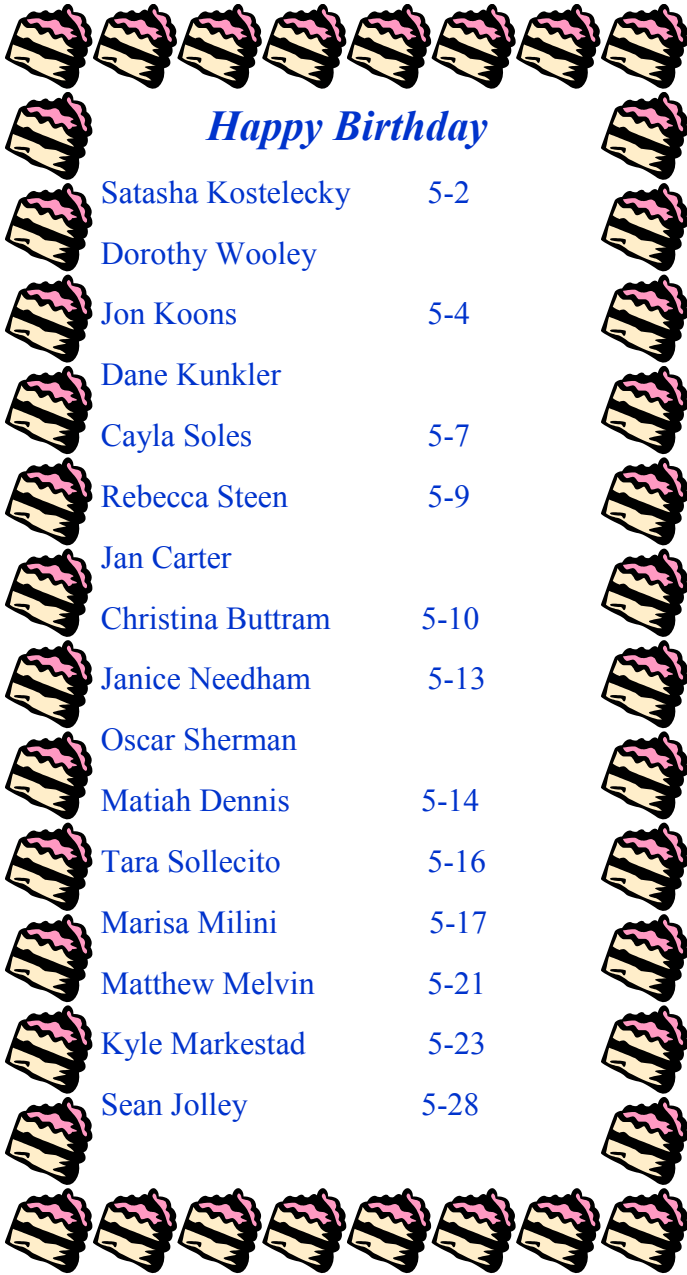 Happy Birthday
Satasha Kostelecky 5-2
Dorothy Wooley
Jon Koons 5-4
Dane Kunkler
Cayla Soles 5-7
Rebecca Steen 5-9
Jan Carter
Christina Buttram 5-10
Janice Needham 5-13
Oscar Sherman
Matiah Dennis 5-14
Tara Sollecito 5-16
Marisa Milini 5-17
Matthew Melvin 5-21
Kyle Markestad 5-23
Sean Jolley 5-28